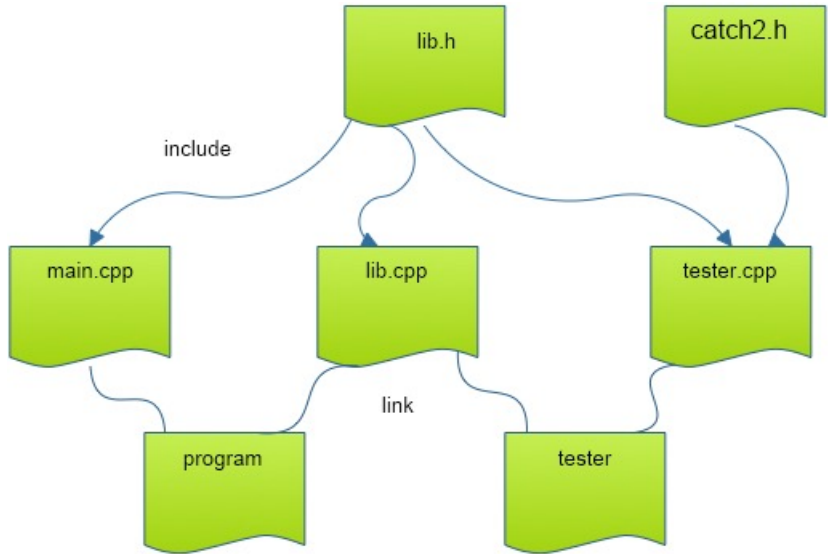 lib.h
catch2.h
include
main.cpp
lib.cpp
tester.cpp
link
program
tester